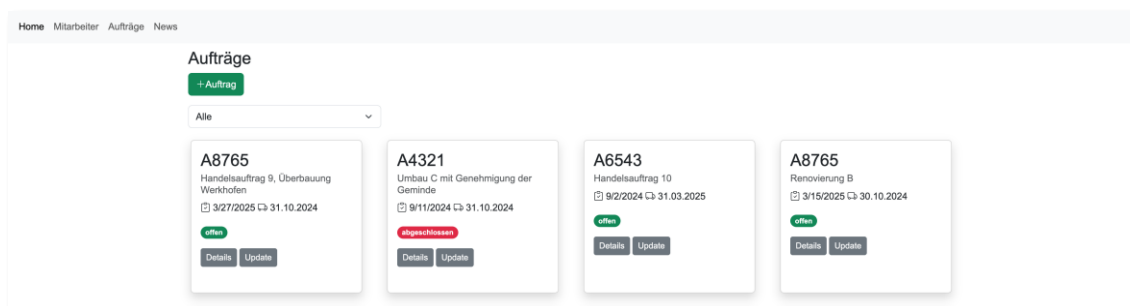 Home Mitarbeiter Aufträge News
Aufträge
+Auftrag
Alle
A8765
Handelsauftrag 9, Überbauung
Werkhofen
3/27/2025 31.10.2024
offen
Details Update
A4321
Umbau C mit Genehmigung der
Geminde
9/11/2024 31.10.2024
abgeschlossen
Details Update
A6543
Handelsauftrag 10
9/2/2024 31.03.2025
offen
Details Update
A8765
Renovierung B
3/15/2025 30.10.2024
offen
Details Update